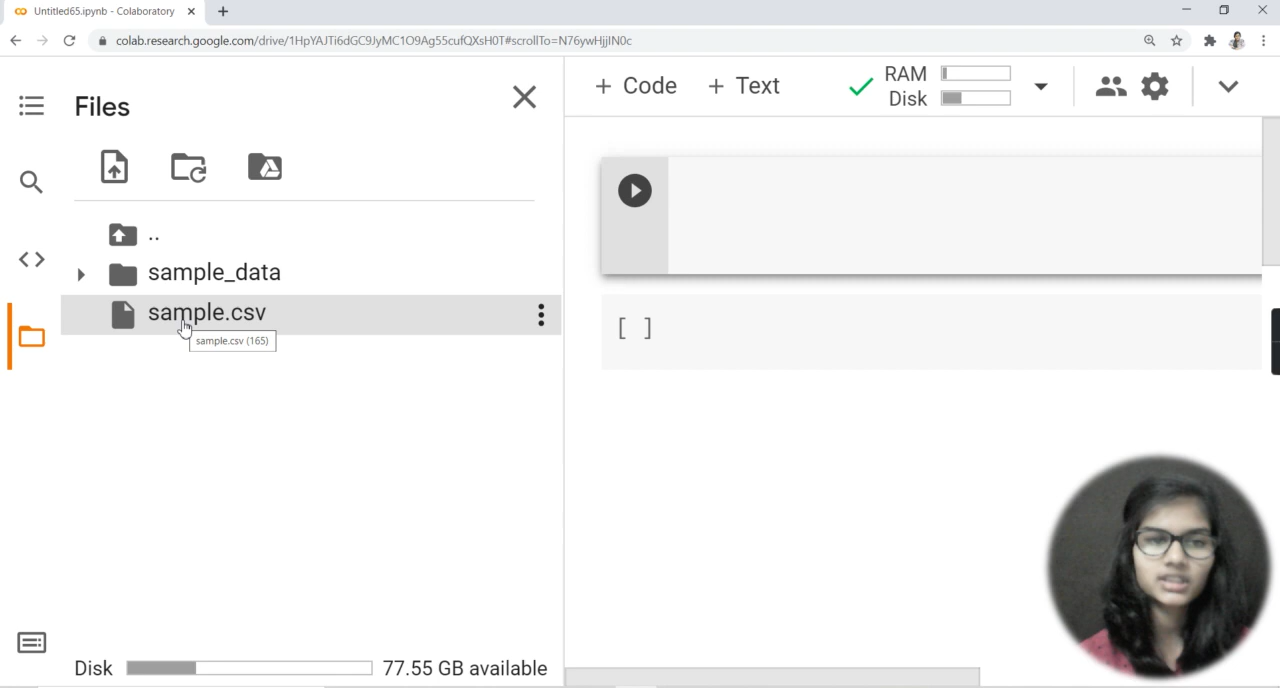 Untitled65.ipynb - Colaboratory
colab.research.google.com/drive/1HpYAJTi6dGC9JyMC1O9Ag55cufQXsH0T#scrollTo=N76ywHjjlN0c
Files
+ Code + Text
RAM
Disk
..
sample_data
sample.csv
sample.csv (165)
[ ]
Disk 77.55 GB available